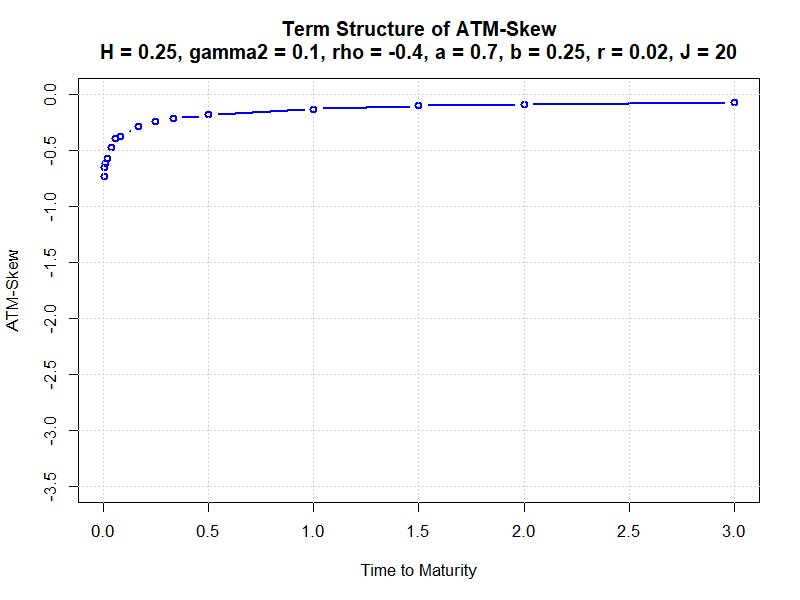 Term Structure of ATM-Skew
H = 0.25, gamma2 = 0.1, rho = -0.4, a = 0.7, b = 0.25, r = 0.02, J = 20
ATM-Skew
0.0
-0.5
-1.0
-1.5
-2.0
-2.5
-3.0
-3.5
0.0 0.5 1.0 1.5 2.0 2.5 3.0
Time to Maturity